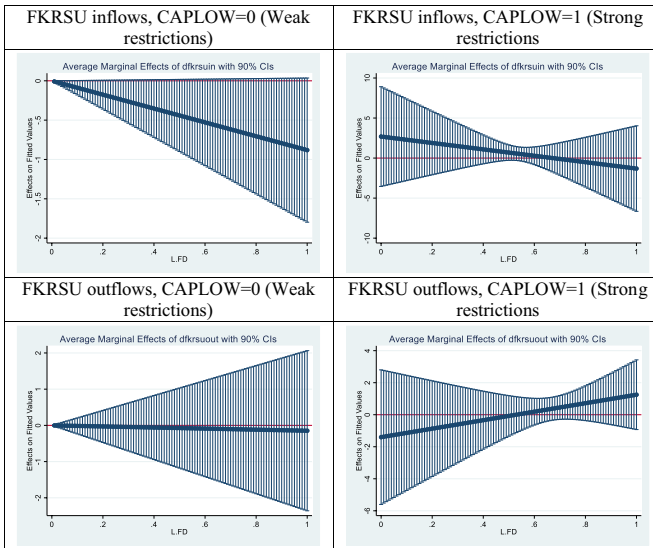 FKRSU inflows, CAPLOW=0 (Weak
restrictions)
FKRSU inflows, CAPLOW=1 (Strong
restrictions
Average Marginal Effects of dfkrsuin with 90% CIs
Effects on Fitted Values
0
-.5
-1
-1.5
-2
0 .2 .4 .6 .8 1
L.FD
Average Marginal Effects of dfkrsuin with 90% CIs
Effects on Fitted Values
10
5
0
-5
-10
0 .2 .4 .6 .8 1
L.FD
FKRSU outflows, CAPLOW=0 (Weak
restrictions)
FKRSU outflows, CAPLOW=1 (Strong
restrictions
Average Marginal Effects of dfkrsuout with 90% CIs
Effects on Fitted Values
2
1
0
-1
-2
0 .2 .4 .6 .8 1
L.FD
Average Marginal Effects of dfkrsuout with 90% CIs
Effects on Fitted Values
4
2
0
-2
-4
-6
0 .2 .4 .6 .8 1
L.FD